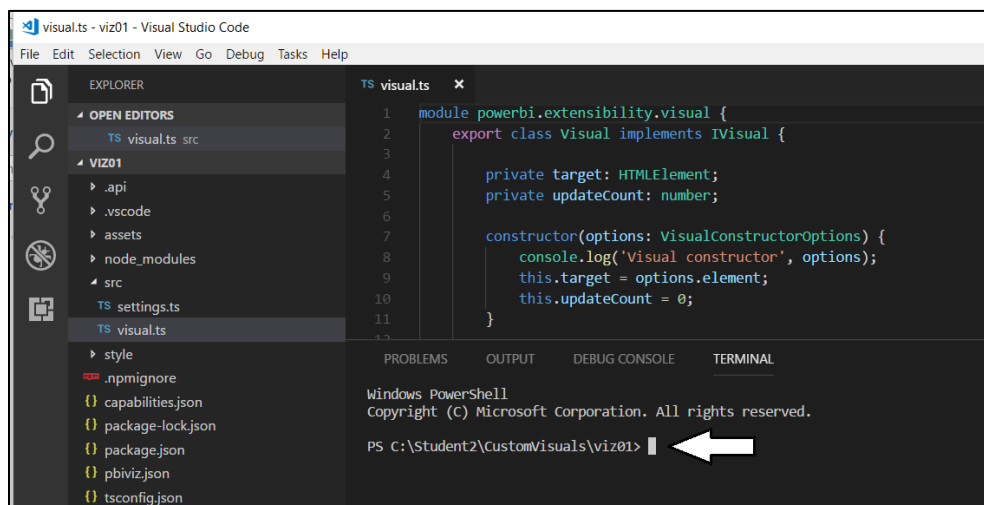 visual.ts - viz01 - Visual Studio Code
File Edit Selection View Go Debug Tasks Help
EXPLORER
OPEN EDITORS
TS visual.ts src
VIZ01
.api
.vscode
assets
node_modules
src
TS settings.ts
TS visual.ts
style
.npmignore
{} capabilities.json
{} package-lock.json
{} package.json
{} pbiviz.json
{} tsconfig.json
TS visual.ts ×
1 module powerbi.extensibility.visual {
2 export class Visual implements IVisual {
3
4 private target: HTMLElement;
5 private updateCount: number;
6
7 constructor(options: VisualConstructorOptions) {
8 console.log('Visual constructor', options);
9 this.target = options.element;
10 this.updateCount = 0;
11 }
PROBLEMS OUTPUT DEBUG CONSOLE TERMINAL
Windows PowerShell
Copyright (C) Microsoft Corporation. All rights reserved.
PS C:\Student2\CustomVisuals\viz01>